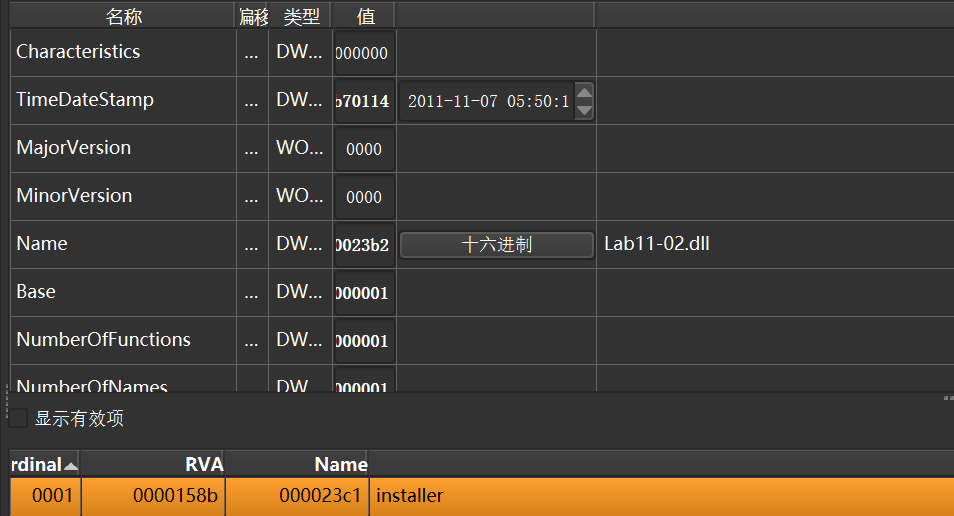 名称 偏移 类型 值
Characteristics ... DW... 000000
TimeDateStamp ... DW... b70114 2011-11-07 05:50:1
MajorVersion ... WO... 0000
MinorVersion ... WO... 0000
Name ... DW... 0023b2 十六进制 Lab11-02.dll
Base ... DW... 000001
NumberOfFunctions ... DW... 000001
NumberOfNames DW 000001
显示有效项
rdinal RVA Name
0001 0000158b 000023c1 installer